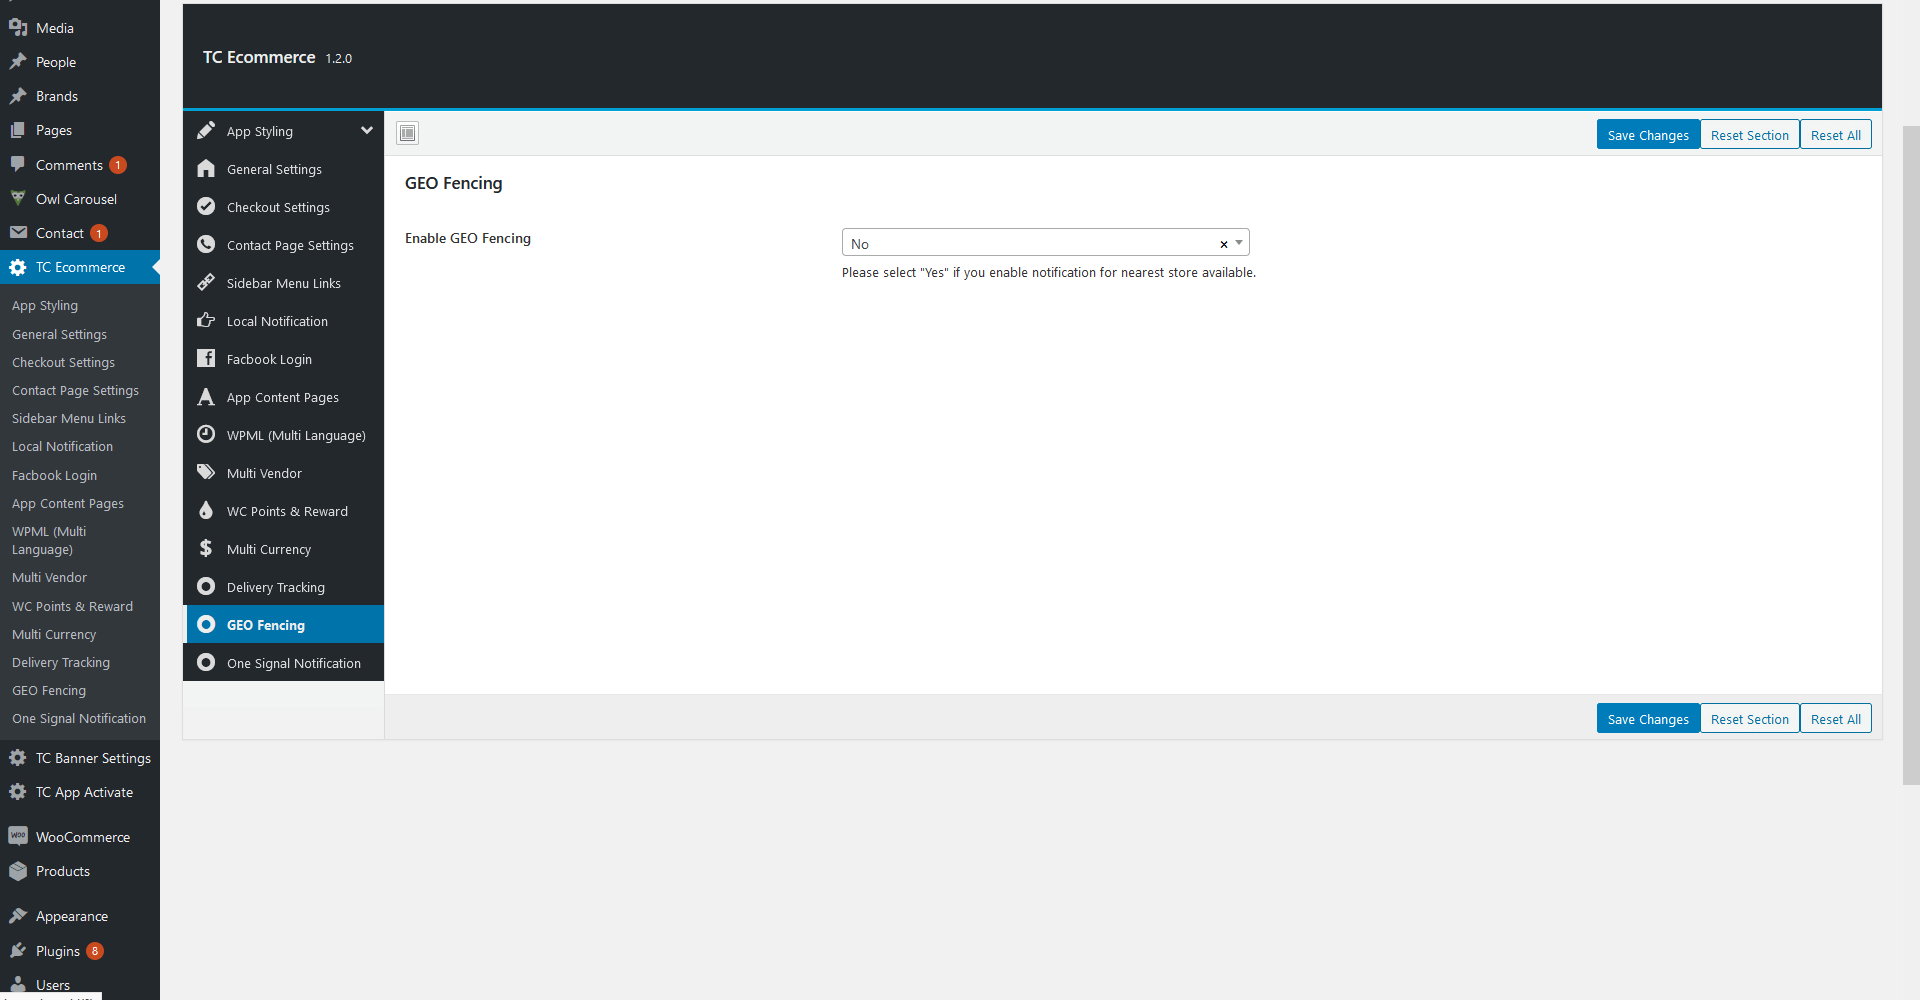 Media
People
Brands
Pages
Comments 1
Owl Carousel
Contact 1
TC Ecommerce
App Styling
General Settings
Checkout Settings
Contact Page Settings
Sidebar Menu Links
Local Notification
Facbook Login
App Content Pages
WPML (Multi
Language)
Multi Vendor
WC Points & Reward
Multi Currency
Delivery Tracking
GEO Fencing
One Signal Notification
TC Banner Settings
TC App Activate
WOO WooCommerce
Products
Appearance
Plugins 8
Users
TC Ecommerce 1.2.0
App Styling
General Settings
Checkout Settings
Contact Page Settings
Sidebar Menu Links
Local Notification
Facbook Login
App Content Pages
WPML (Multi Language)
Multi Vendor
WC Points & Reward
Multi Currency
Delivery Tracking
GEO Fencing
One Signal Notification
Save Changes Reset Section Reset All
GEO Fencing
Enable GEO Fencing
No ×
Please select "Yes" if you enable notification for nearest store available.
Save Changes Reset Section Reset All